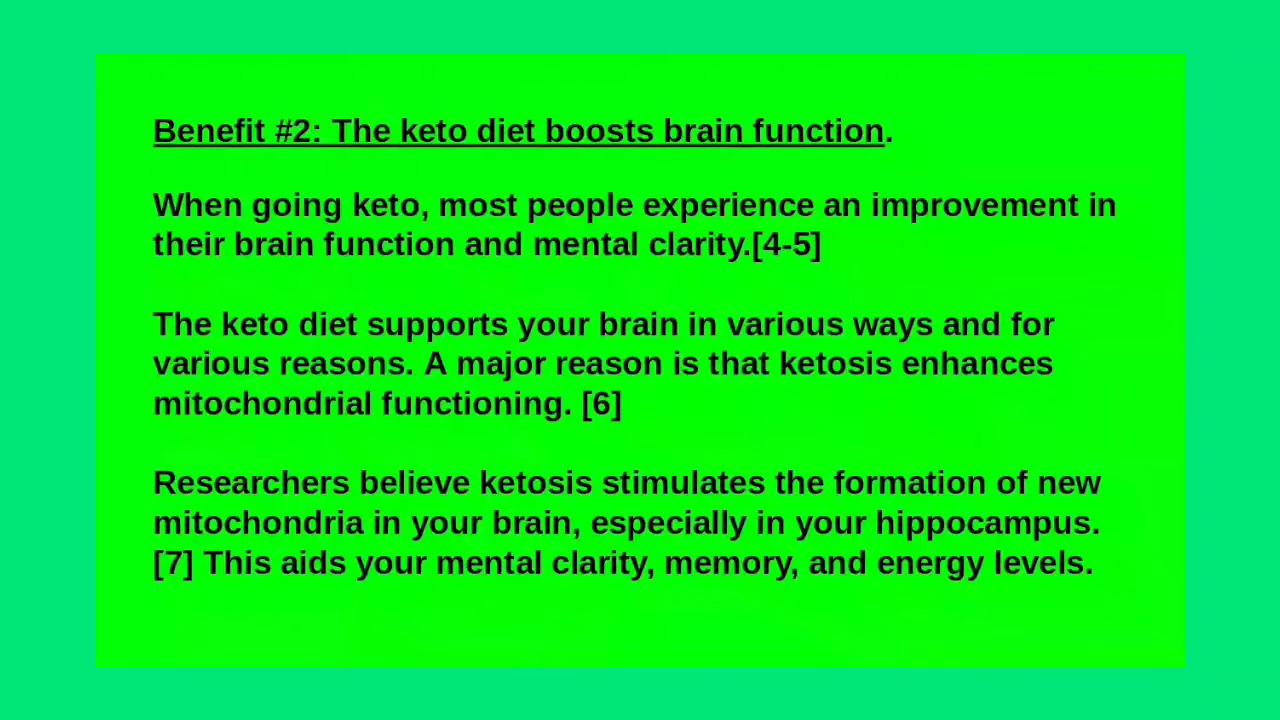 Benefit #2: The keto diet boosts brain function.
When going keto, most people experience an improvement in
their brain function and mental clarity.[4-5]
The keto diet supports your brain in various ways and for
various reasons. A major reason is that ketosis enhances
mitochondrial functioning. [6]
Researchers believe ketosis stimulates the formation of new
mitochondria in your brain, especially in your hippocampus.
[7] This aids your mental clarity, memory, and energy levels.